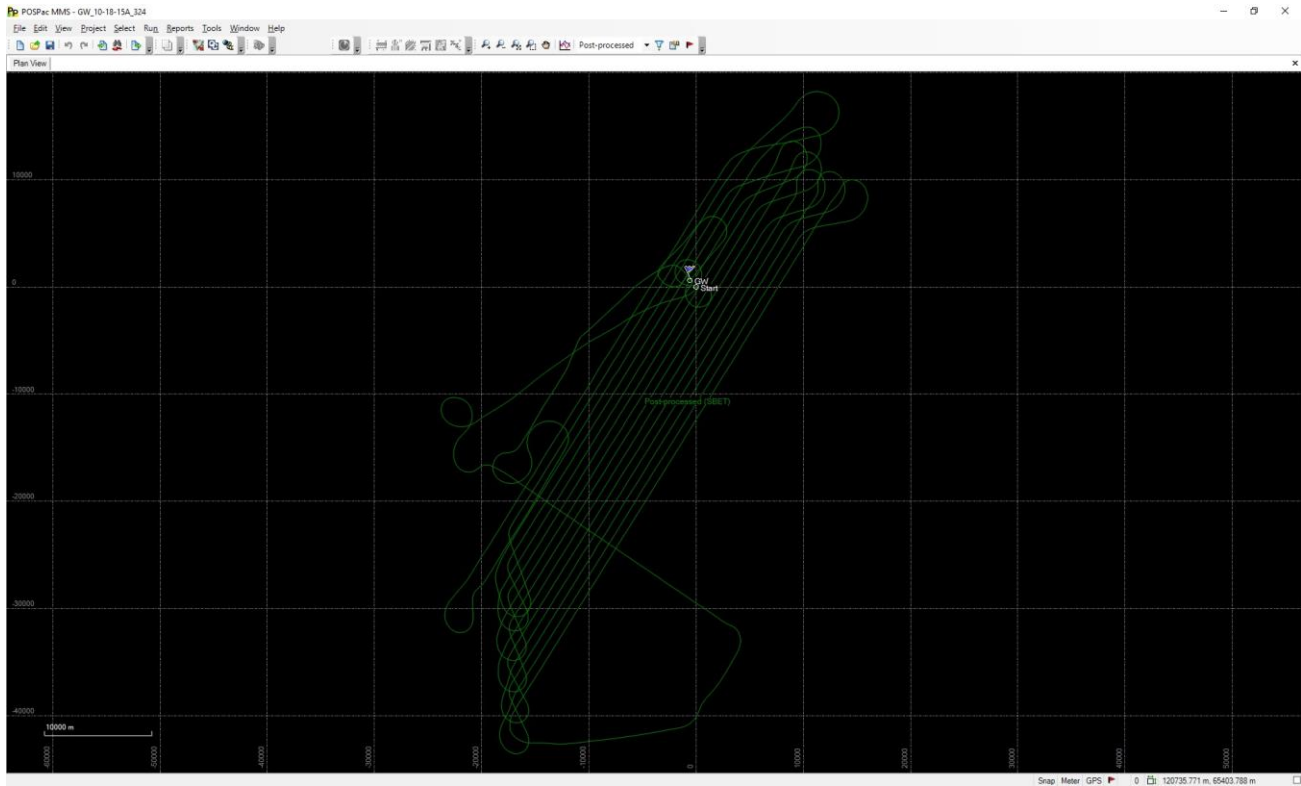 Pp POSPac MMS - GW_10-18-15A_324
File Edit View Project Select Run Reports Tools Window Help
Post-processed
Plan View
10000
0
GW
Start
-10000
Post-processed (SBET)
-20000
-30000
-40000
10000 m
-60000 -50000 -40000 -30000 -20000 -10000 0 10000 20000 30000 40000 50000
Snap Meter GPS 0 120735.771 m, 65403.788 m